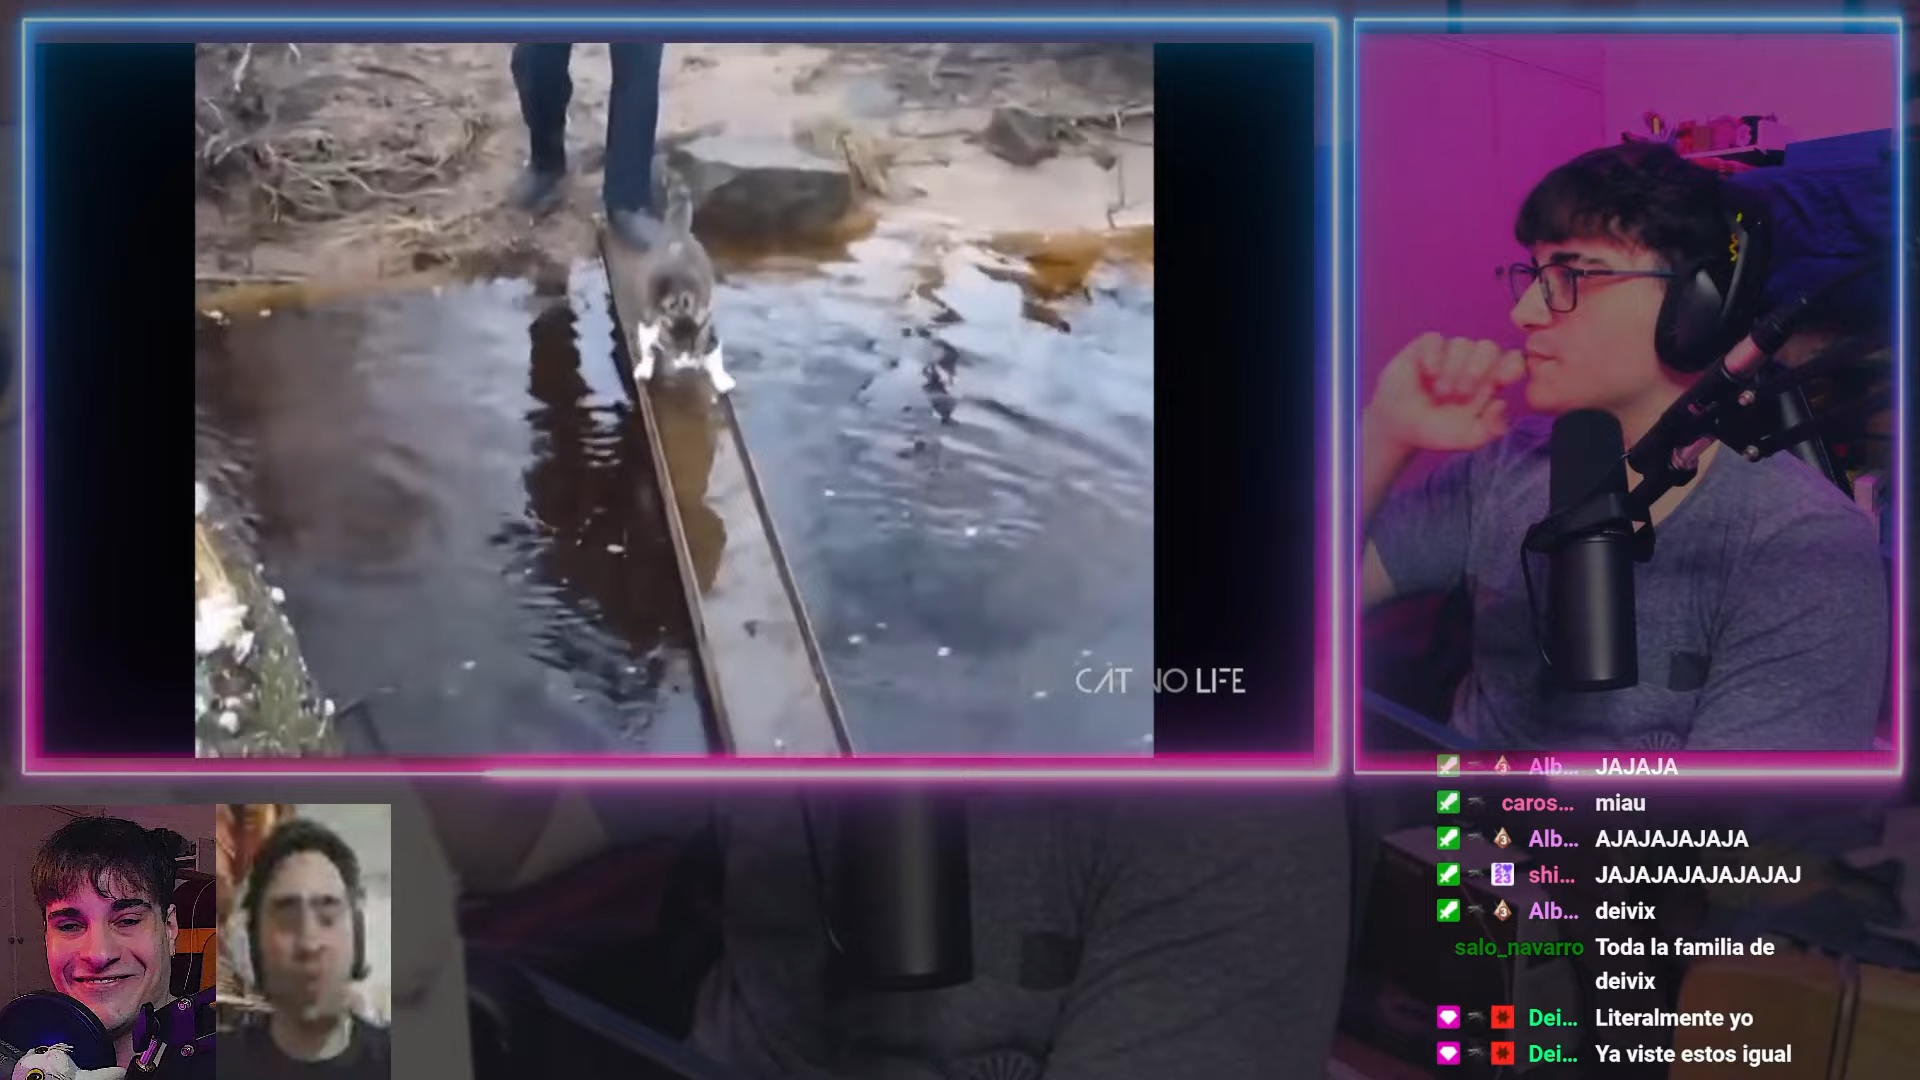 CAT NO LIFE
Alb... JAJAJA
caros... miau
Alb... AJAJAJAJAJA
shi... JAJAJAJAJAJAJAJ
Alb... deivix
salo_navarro Toda la familia de
deivix
Dei... Literalmente yo
Dei... Ya viste estos igual